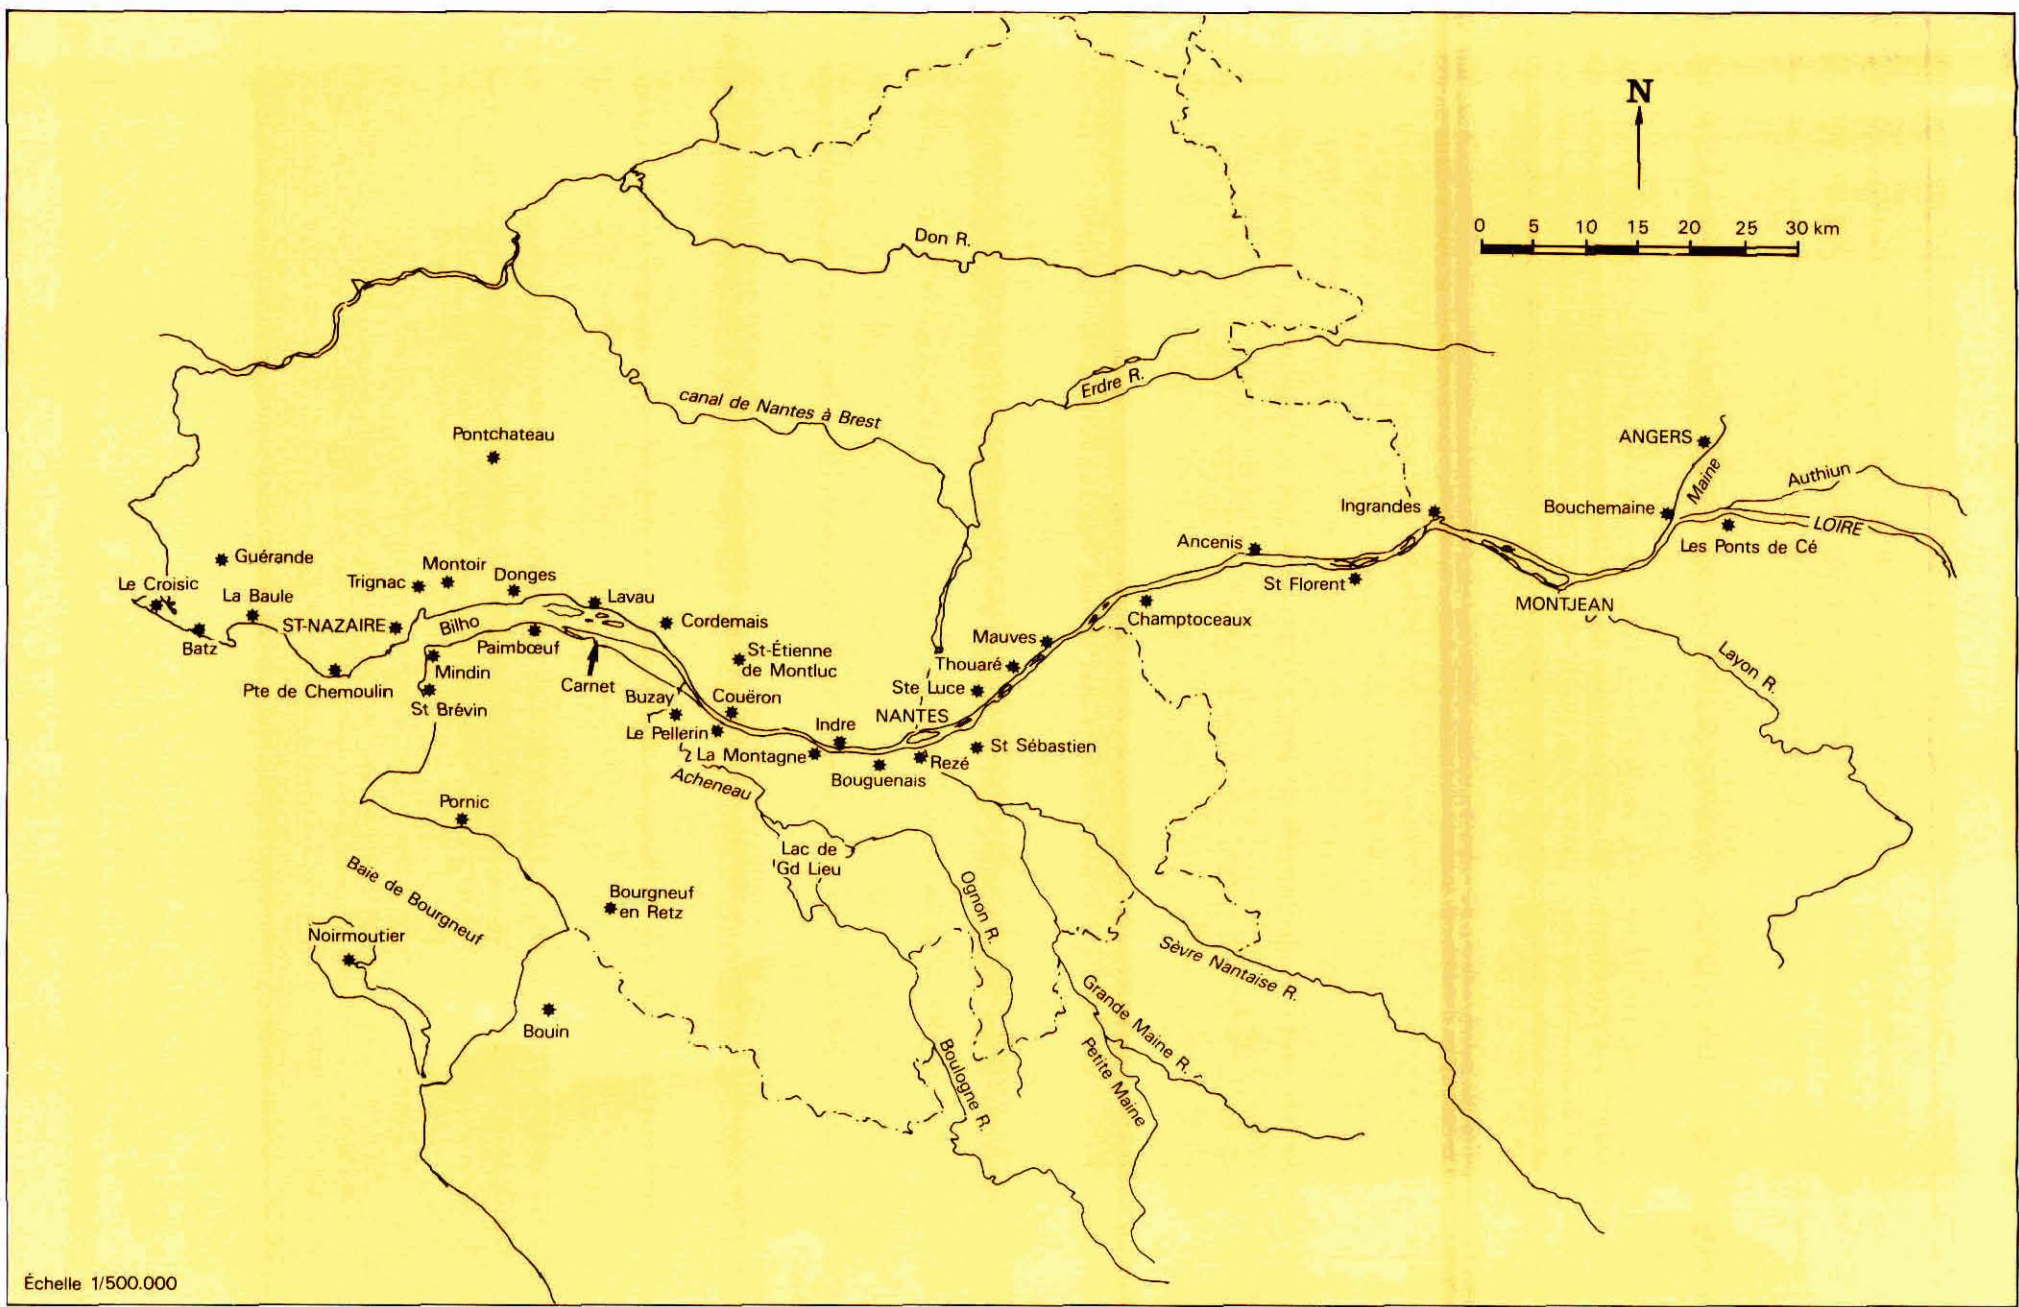 N
0 5 10 15 20 25 30 km
Don R.
Erdre R.
canal de Nantes à Brest
Pontchateau
ANGERS
Maine
Authiun
Ingrandes
Bouchemaine
LOIRE
Les Ponts de Cé
Ancenis
St Florent
MONTJEAN
Champtoceaux
Layon R.
Guérande
Le Croisic
La Baule
Batz
Trignac
Montoir
Donges
Lavau
ST-NAZAIRE
Bilho
Cordemais
Paimbœuf
Mindin
Carnet
St-Étienne
de Montluc
Pte de Chemoulin
St Brévin
Buzay
Couëron
Le Pellerin
Indre
La Montagne
Bouguenais
NANTES
Rezé
St Sébastien
Ste Luce
Thouaré
Mauves
Acheneau
Pornic
Lac de
Gd Lieu
Baie de Bourgneuf
Bourgneuf
en Retz
Noirmoutier
Bouin
Ognon R.
Sèvre Nantaise R.
Grande Maine R.
Petite Maine
Boulogne R.
Échelle 1/500.000